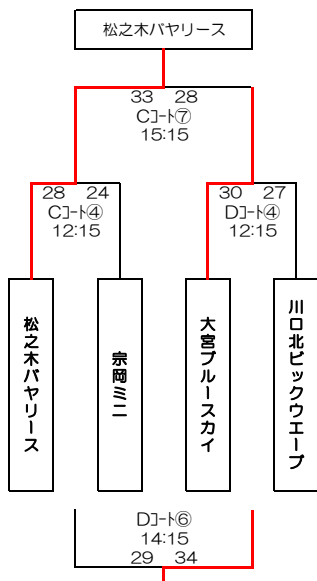 松之木バヤリース
33 28
Cコート⑦
15:15
28 24
Cコート④
12:15
30 27
Dコート④
12:15
松之木バヤリース
宗岡ミニ
大宮ブルースカイ
川口北ビックウエーブ
Dコート⑥
14:15
29 34